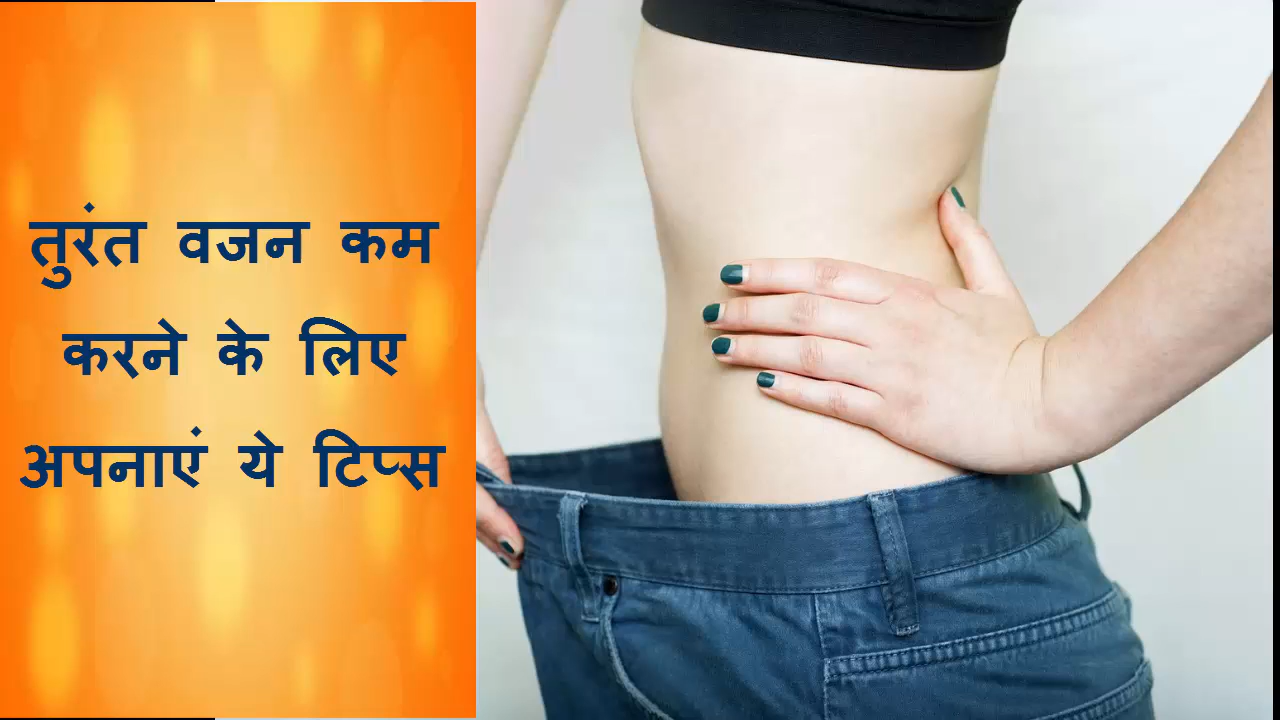 तुरंत वजन कम
करने के लिए
अपनाएं ये टिप्स